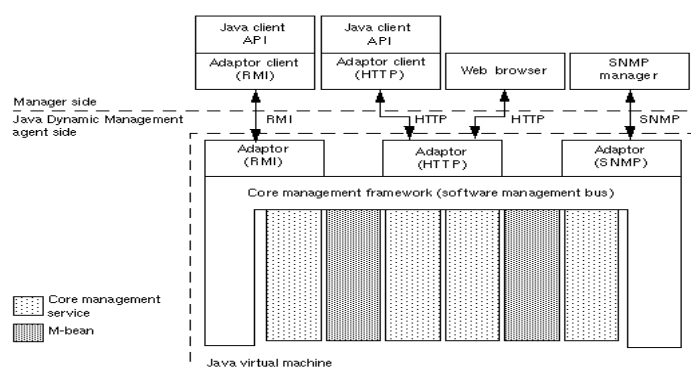 Java client
API
Adaptor client
(RMI)
Java client
API
Adaptor client
(HTTP)
Web browser
SNMP
manager
Manager side
Java Dynamic Management
agent side
RMI
HTTP
HTTP
SNMP
Adaptor
(RMI)
Adaptor
(HTTP)
Adaptor
(SNMP)
Core management framework (software management bus)
Core management
service
M-bean
Java virtual machine